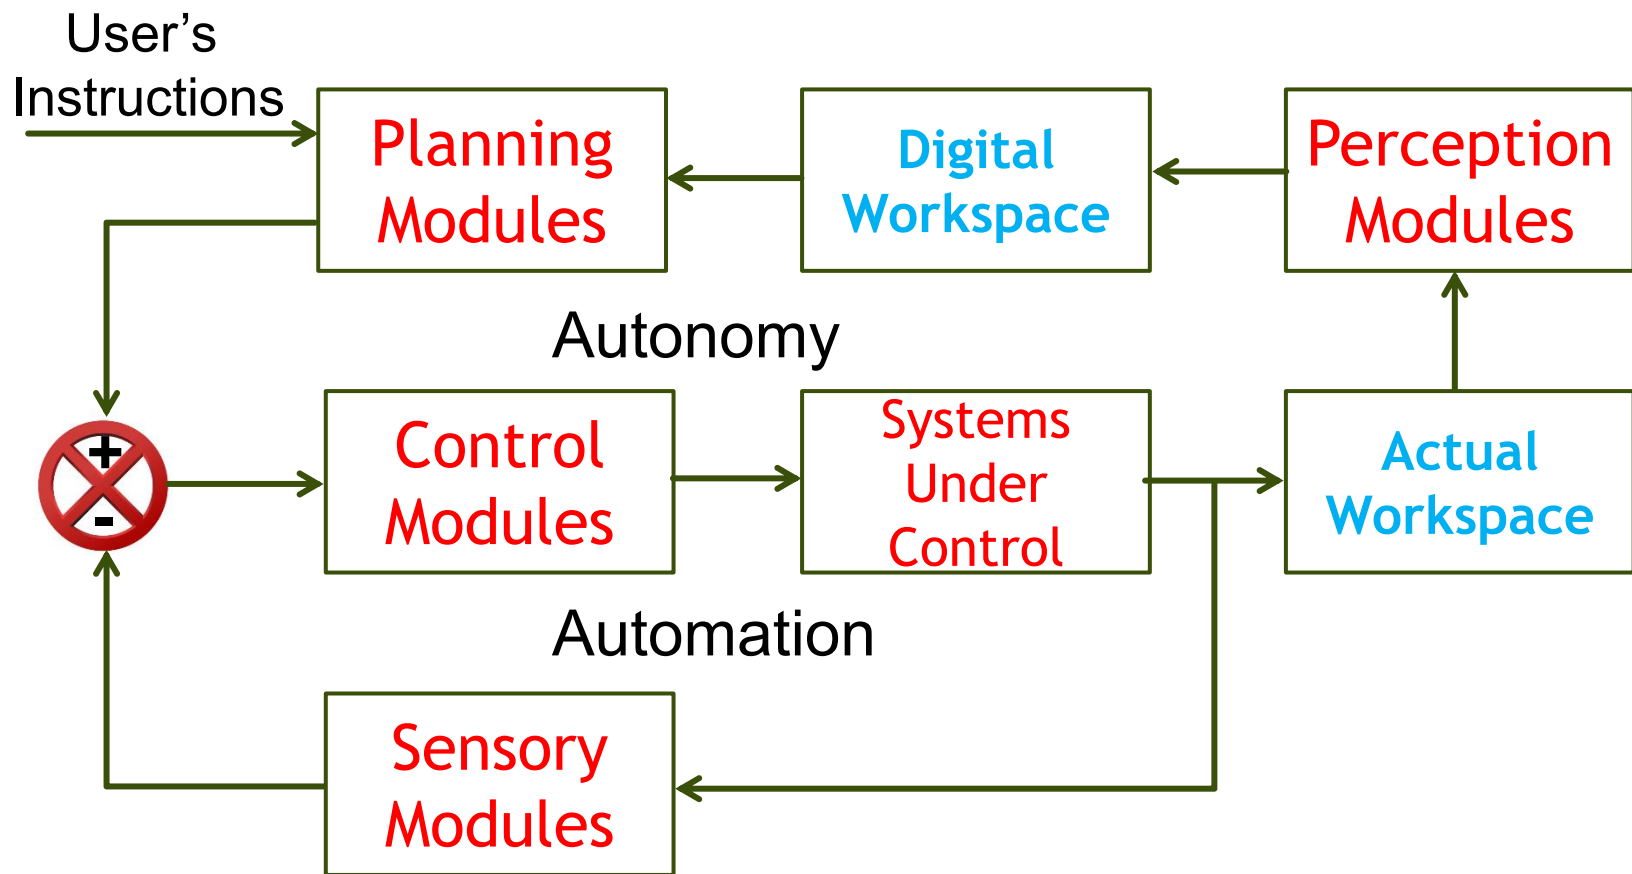 User’s
Instructions
Planning
Modules
Digital
Workspace
Perception
Modules
Autonomy
+
-
Control
Modules
Systems
Under
Control
Actual
Workspace
Automation
Sensory
Modules